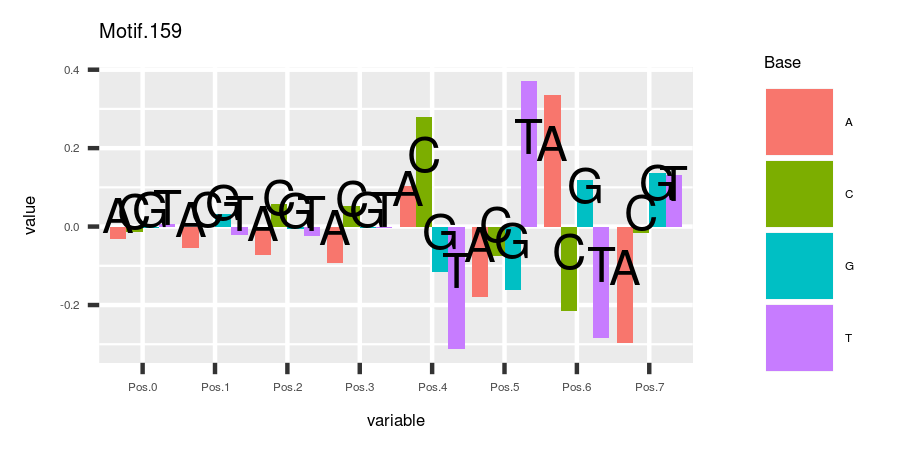 Motif.159
Base
0.4
0.2
0.0
-0.2
value
A C G T A C G T A C G T A C G T A C G T A C G T A C G T A C G T
Pos.0 Pos.1 Pos.2 Pos.3 Pos.4 Pos.5 Pos.6 Pos.7
variable
A
C
G
T